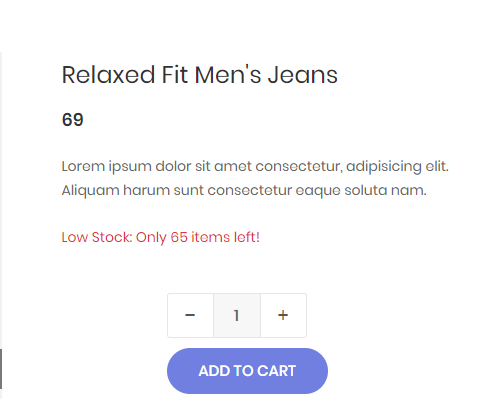 Relaxed Fit Men's Jeans
69
Lorem ipsum dolor sit amet consectetur, adipisicing elit.
Aliquam harum sunt consectetur eaque soluta nam.
Low Stock: Only 65 items left!
− 1 +
ADD TO CART